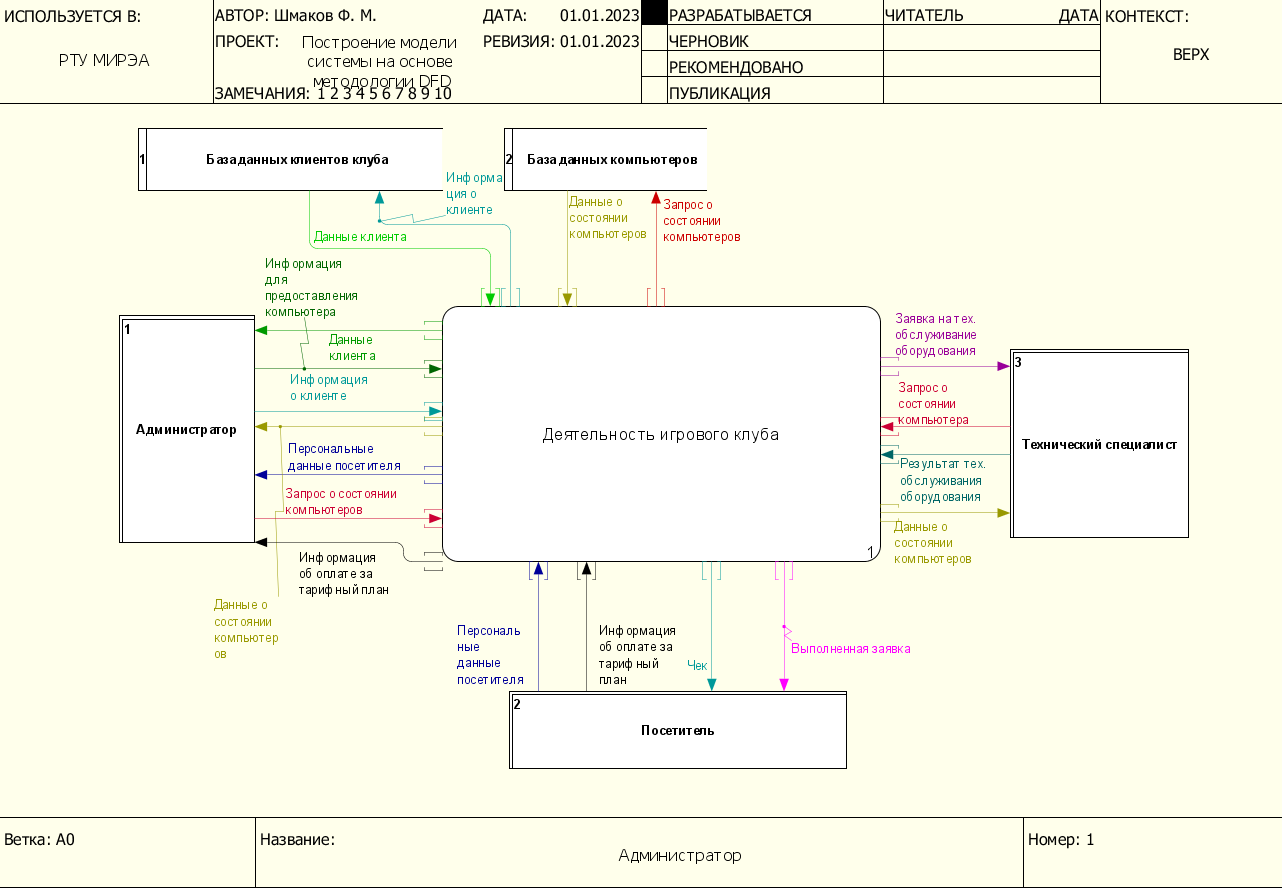 ИСПОЛЬЗУЕТСЯ В:
РТУ МИРЭА
АВТОР: Шмаков Ф. М.
ДАТА: 01.01.2023
ПРОЕКТ: Построение модели
системы на основе
методологии DFD
РЕВИЗИЯ: 01.01.2023
ЗАМЕЧАНИЯ: 1 2 3 4 5 6 7 8 9 10
РАЗРАБАТЫВАЕТСЯ
ЧЕРНОВИК
РЕКОМЕНДОВАНО
ПУБЛИКАЦИЯ
ЧИТАТЕЛЬ ДАТА
КОНТЕКСТ:
ВЕРХ
1 База данных клиентов клуба
2 База данных компьютеров
Информа
ция о
клиенте
Данные о
состоянии
компьютеров
Запрос о
состоянии
компьютеров
Данные клиента
Информация
для
предоставления
компьютера
Данные
клиента
Информация
о клиенте
Персональные
данные посетителя
Запрос о состоянии
компьютеров
Информация
об оплате за
тарифный план
Данные о
состоянии
компьютер
ов
1
Администратор
Деятельность игрового клуба
1
Заявка на тех.
обслуживание
оборудования
Запрос о
состоянии
компьютера
Результат тех.
обслуживания
оборудования
Данные о
состоянии
компьютеров
3
Технический специалист
Персональ
ные
данные
посетителя
Информация
об оплате за
тарифный
план
Чек
Выполненная заявка
2
Посетитель
Ветка: A0
Название:
Администратор
Номер: 1